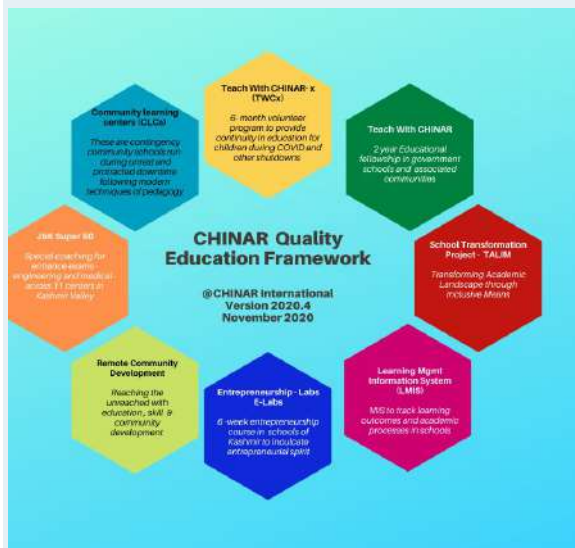 Teach With CHINAR- x
(TWCx)
6- month volunteer
program to provide
continuity in education for
children during COVID and
other shutdowns
Teach With CHINAR
2 year Educational
fellowship in government
schools and associated
communities
School Transformation
Project - TALIM
Transforming Academic
Landscape through
Inclusive Means
Learning Mgmt
Information System
(LMIS)
MIS to track learning
outcomes and academic
processes in schools
Entrepreneurship - Labs
E-Labs
6 -week entrepreneurship
course in schools of
Kashmir to inculcate
entrepreneurial spirit
Remote Community
Development
Reaching the
unreached with
education, skill &
community
development
J&K Super 50
Special coaching for
entrance exams-
engineering and medical-
across 11 centers in
Kashmir Valley
Community learning
centers (CLCs)
These are contingency
community schools run
during unrest and
protracted downtime
following modern
techniques of pedagogy
CHINAR Quality
Education Framework
@CHINAR International
Version 2020.4
November 2020